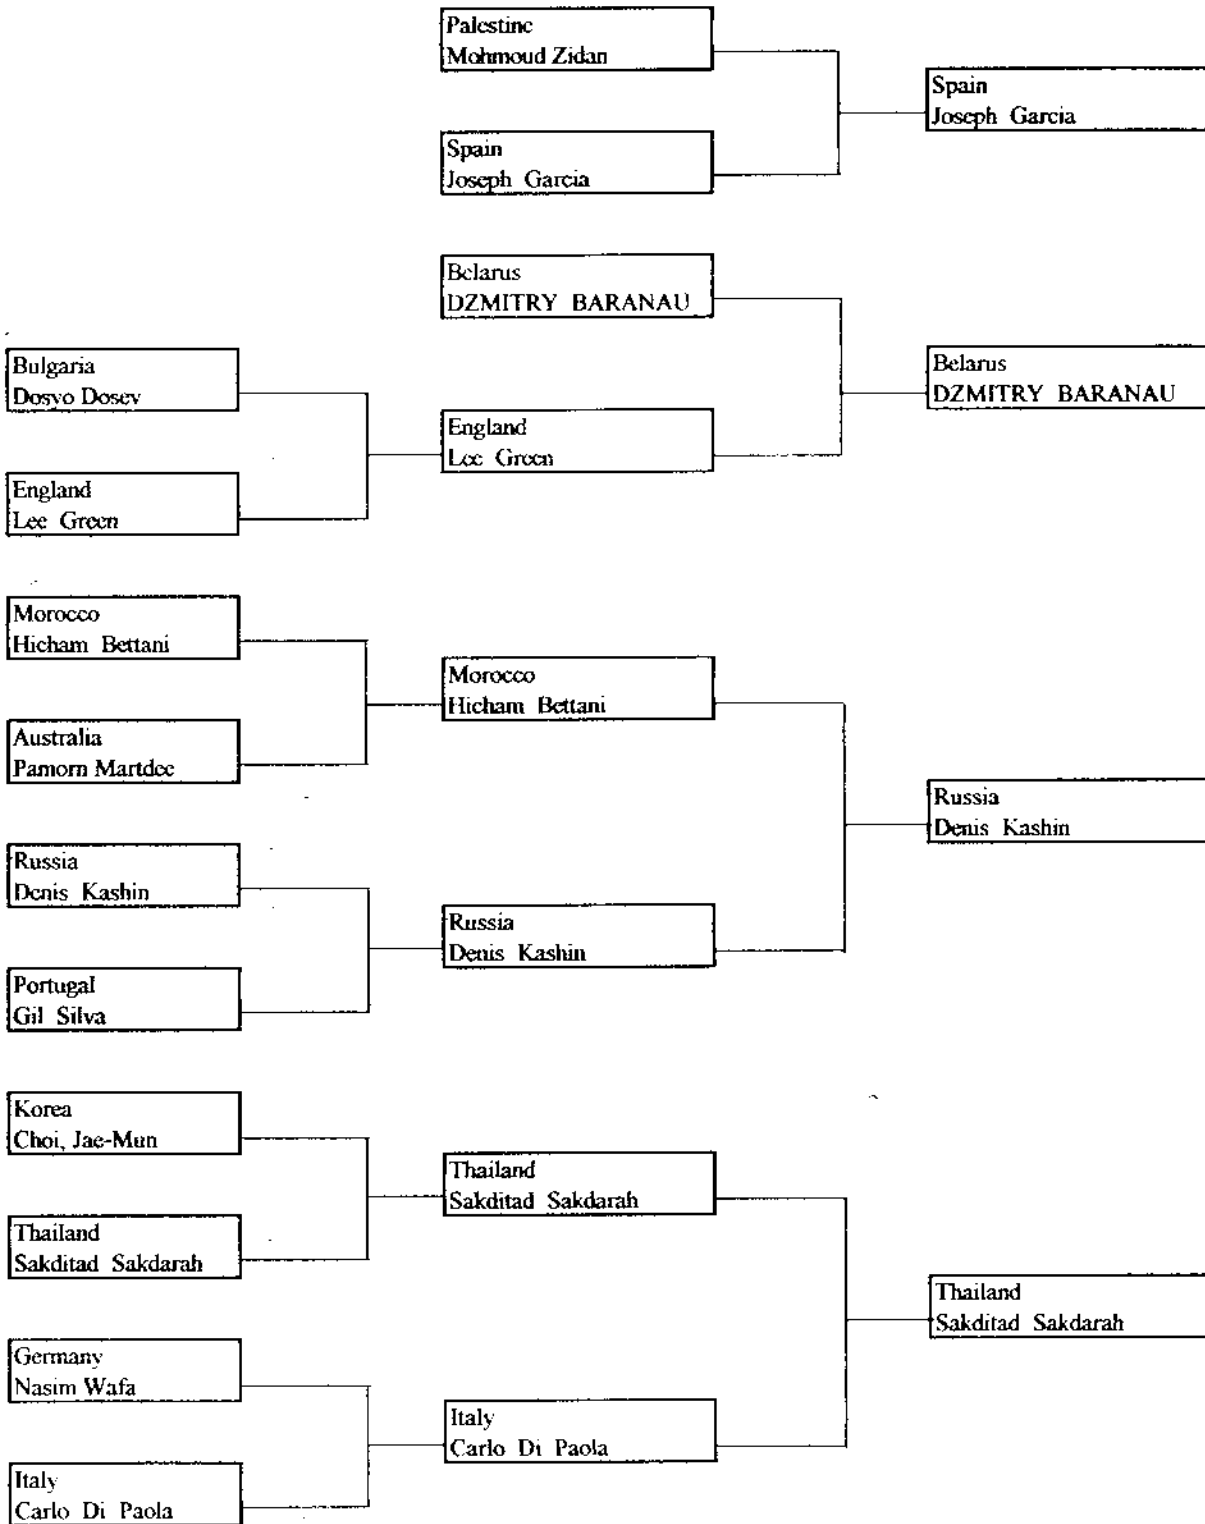 Palestine
Mohmoud Zidan
Spain
Joseph Garcia
Spain
Joseph Garcia
Belarus
DZMITRY BARANAU
Bulgaria
Dosyo Dosev
England
Lee Green
England
Lee Green
Belarus
DZMITRY BARANAU
Morocco
Hicham Bettani
Australia
Pamorn Martdee
Morocco
Hicham Bettani
Russia
Denis Kashin
Portugal
Gil Silva
Russia
Denis Kashin
Russia
Denis Kashin
Korea
Choi, Jae-Mun
Thailand
Sakditad Sakdarah
Thailand
Sakditad Sakdarah
Germany
Nasim Wafa
Italy
Carlo Di Paola
Italy
Carlo Di Paola
Thailand
Sakditad Sakdarah